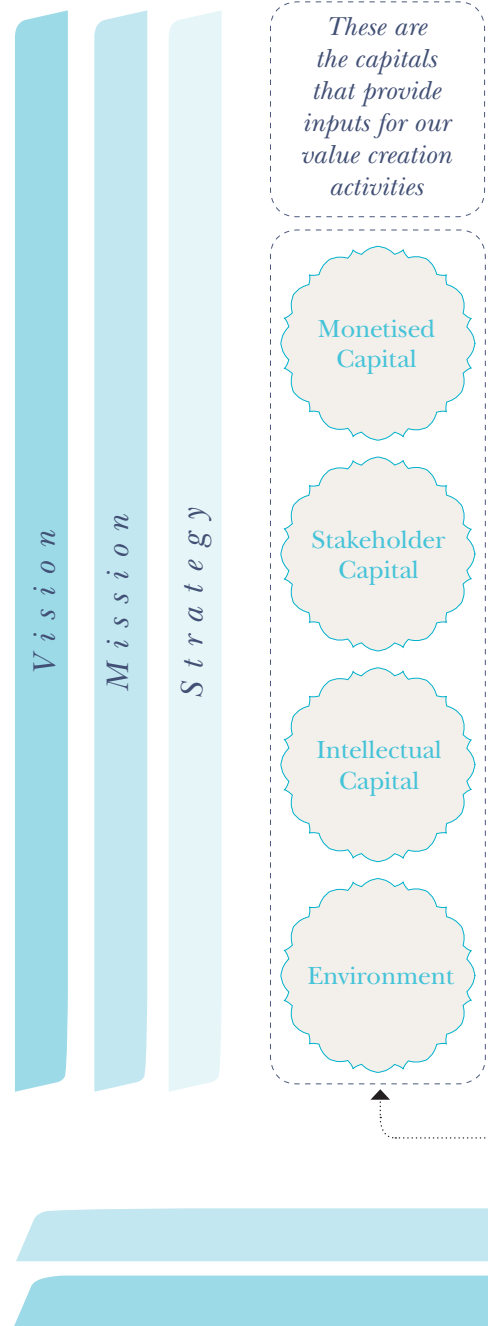 Vision
Mission
Strategy
These are
the capitals
that provide
inputs for our
value creation
activities
Monetised
Capital
Stakeholder
Capital
Intellectual
Capital
Environment